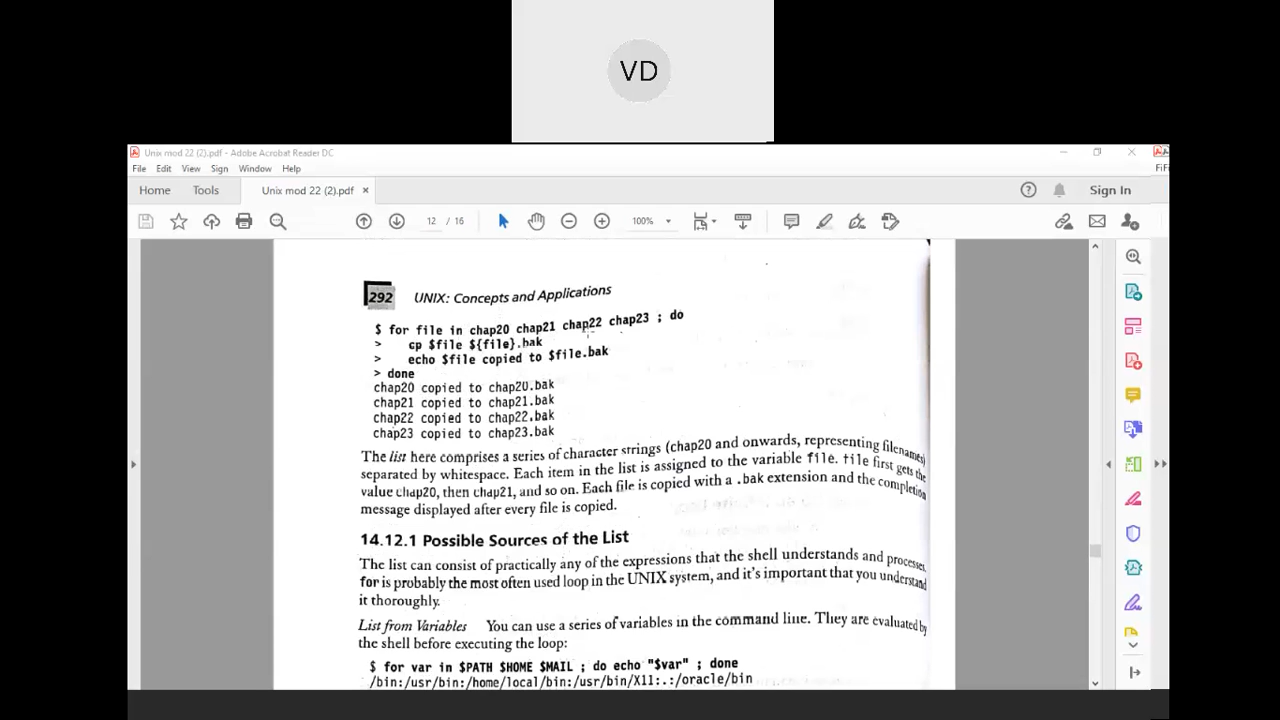 VD
Unix mod 22 (2).pdf - Adobe Acrobat Reader DC
File Edit View Sign Window Help
FiFi
Home Tools Unix mod 22 (2).pdf × Sign In
12 / 16 100%
292 UNIX: Concepts and Applications
$ for file in chap20 chap21 chap22 chap23 ; do
> cp $file ${file}.bak
> echo $file copied to $file.bak
> done
chap20 copied to chap20.bak
chap21 copied to chap21.bak
chap22 copied to chap22.bak
chap23 copied to chap23.bak
The list here comprises a series of character strings (chap20 and onwards, representing filenames)
separated by whitespace. Each item in the list is assigned to the variable file. file first gets the
value chap20, then chap21, and so on. Each file is copied with a .bak extension and the completion
message displayed after every file is copied.
14.12.1 Possible Sources of the List
The list can consist of practically any of the expressions that the shell understands and processes.
for is probably the most often used loop in the UNIX system, and it's important that you understand
it thoroughly.
List from Variables You can use a series of variables in the command line. They are evaluated by
the shell before executing the loop:
$ for var in $PATH $HOME $MAIL ; do echo "$var" ; done
/bin:/usr/bin:/home/local/bin:/usr/bin/X11:.:/oracle/bin